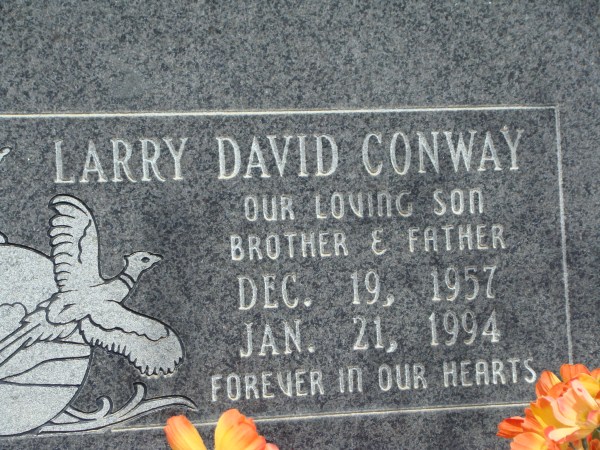 LARRY DAVID CONWAY
OUR LOVING SON
BROTHER & FATHER
DEC. 19, 1957
JAN. 21, 1994
FOREVER IN OUR HEARTS